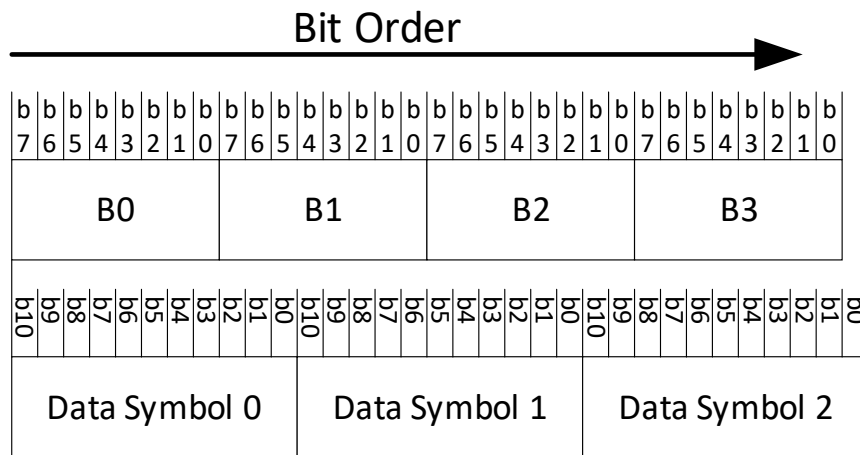 Bit Order
b7 b6 b5 b4 b3 b2 b1 b0 b7 b6 b5 b4 b3 b2 b1 b0 b7 b6 b5 b4 b3 b2 b1 b0 b7 b6 b5 b4 b3 b2 b1 b0
B0 B1 B2 B3
b10 b9 b8 b7 b6 b5 b4 b3 b2 b1 b0 b10 b9 b8 b7 b6 b5 b4 b3 b2 b1 b0 b10 b9 b8 b7 b6 b5 b4 b3 b2 b1 b0
Data Symbol 0 Data Symbol 1 Data Symbol 2